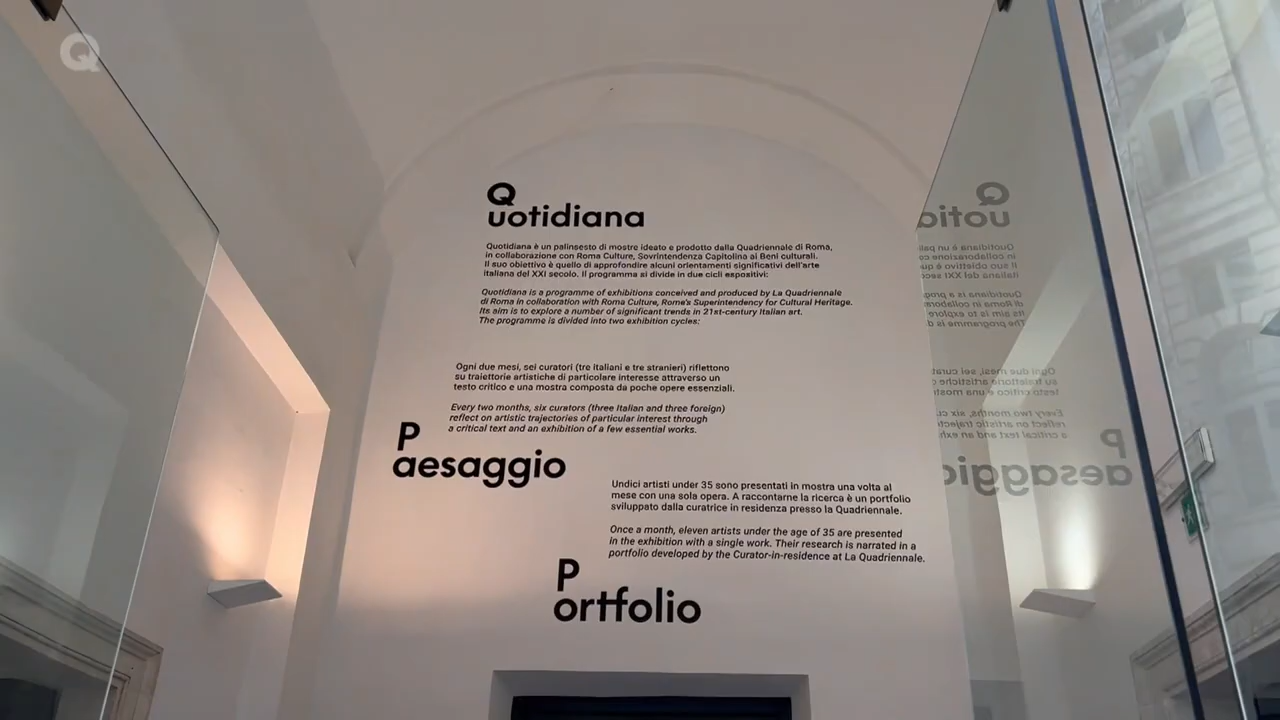 Q
Q
uotidiana
Quotidiana è un palinsesto di mostre ideato e prodotto dalla Quadriennale di Roma,
in collaborazione con Roma Culture, Sovrintendenza Capitolina ai Beni culturali.
Il suo obiettivo è quello di approfondire alcuni orientamenti significativi dell'arte
italiana del XXI secolo. Il programma si divide in due cicli espositivi:
Quotidiana is a programme of exhibitions conceived and produced by La Quadriennale
di Roma in collaboration with Roma Culture, Rome's Superintendency for Cultural Heritage.
Its aim is to explore a number of significant trends in 21st-century Italian art.
The programme is divided into two exhibition cycles:
Ogni due mesi, sei curatori (tre italiani e tre stranieri) riflettono
su traiettorie artistiche di particolare interesse attraverso un
testo critico e una mostra composta da poche opere essenziali.
Every two months, six curators (three Italian and three foreign)
reflect on artistic trajectories of particular interest through
a critical text and an exhibition of a few essential works.
P
aesaggio
Undici artisti under 35 sono presentati in mostra una volta al
mese con una sola opera. A raccontarne la ricerca è un portfolio
sviluppato dalla curatrice in residenza presso la Quadriennale.
Once a month, eleven artists under the age of 35 are presented
in the exhibition with a single work. Their research is narrated in a
portfolio developed by the Curator-in-residence at La Quadriennale.
P
ortfolio